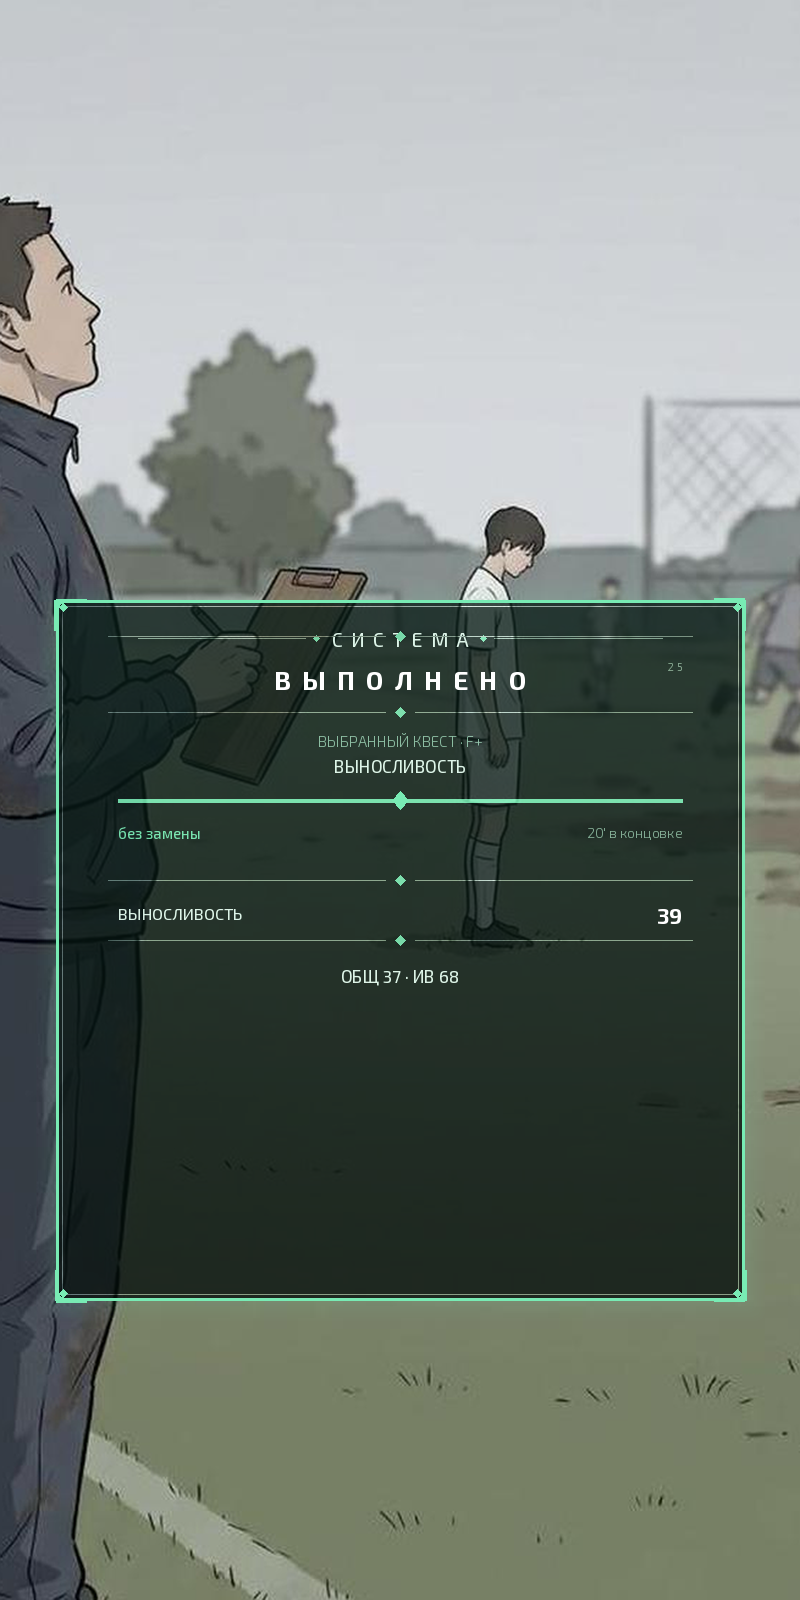 СИСТЕМА
25
ВЫПОЛНЕНО
ВЫБРАННЫЙ КВЕСТ · F+
ВЫНОСЛИВОСТЬ
без замены
20' в концовке
ВЫНОСЛИВОСТЬ
39
ОБЩ 37 · ИВ 68